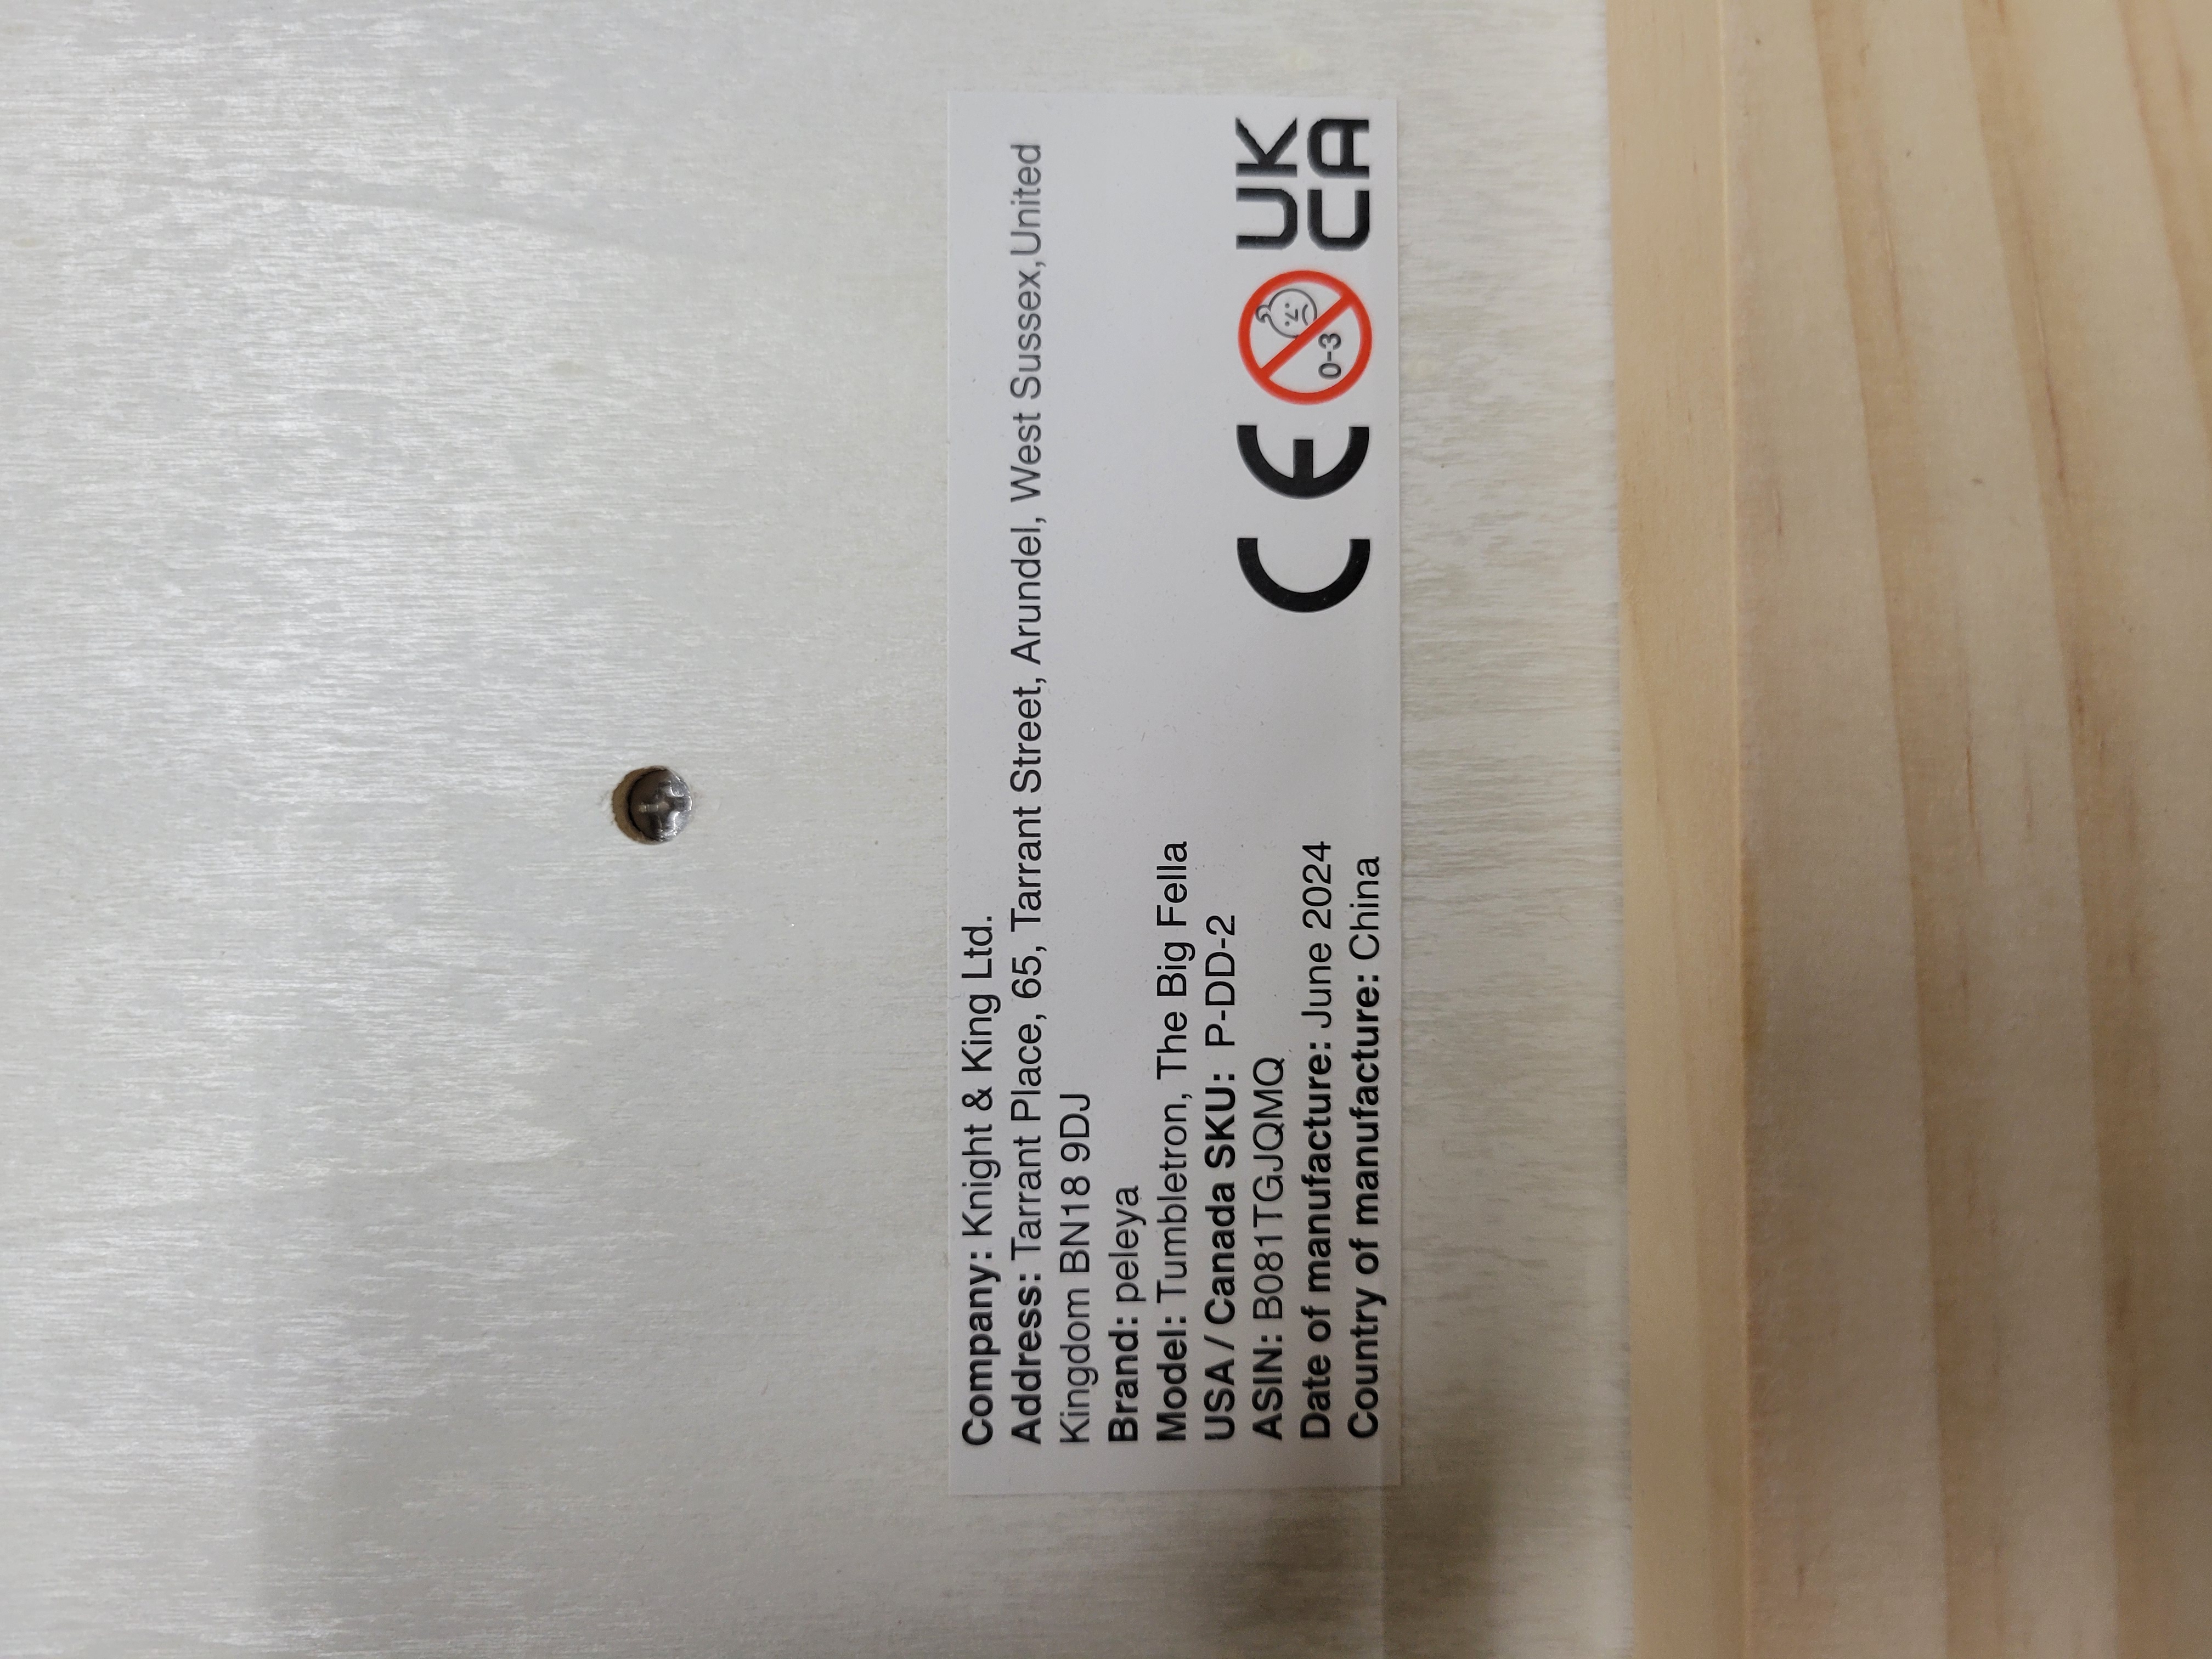 Company: Knight & King Ltd.
Address: Tarrant Place, 65, Tarrant Street, Arundel, West Sussex,United
Kingdom BN18 9DJ
Brand: peleya
Model: Tumbletron, The Big Fella
USA / Canada SKU: P-DD-2
ASIN: B081TGJQMQ
Date of manufacture: June 2024
Country of manufacture: China
CE
0-3
UK
CA